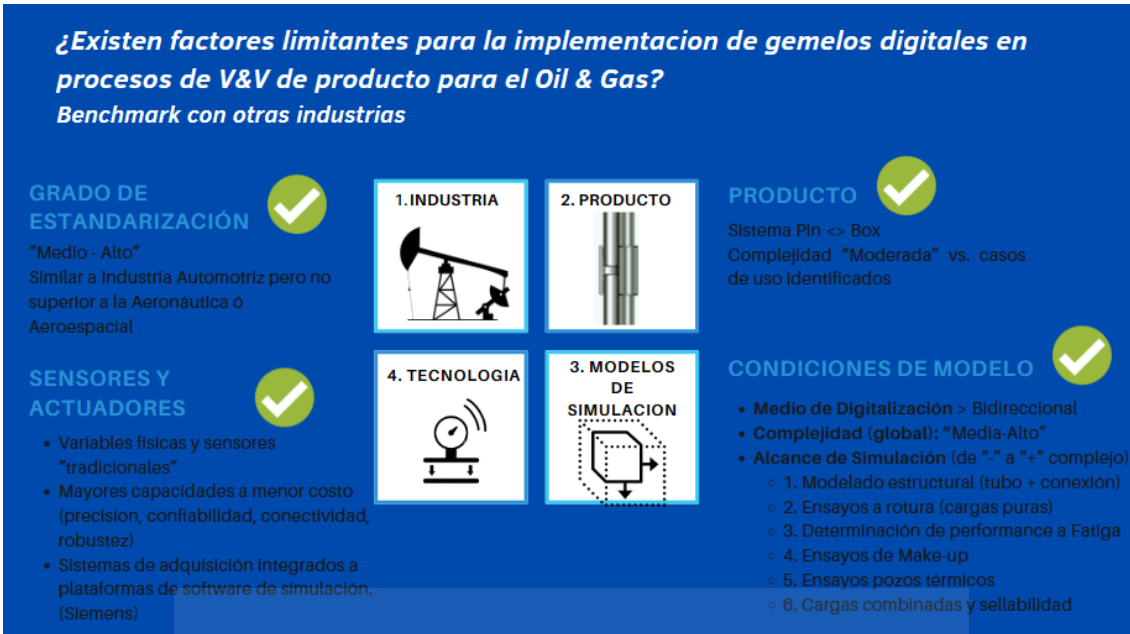 ¿Existen factores limitantes para la implementacion de gemelos digitales en
procesos de V&V de producto para el Oil & Gas?
Benchmark con otras industrias
GRADO DE
ESTANDARIZACIÓN
"Medio - Alto"
Similar a Industria Automotriz pero no
superior a la Aeronáutica ó
Aeroespacial
1. INDUSTRIA
2. PRODUCTO
PRODUCTO
Sistema Pin <> Box
Complejidad "Moderada" vs. casos
de uso identificados
SENSORES Y
ACTUADORES
• Variables fisicas y sensores
"tradicionales"
• Mayores capacidades a menor costo
(precision, confiabilidad, conectividad,
robustez)
• Sistemas de adquisición integrados a
plataformas de software de simulación.
(Siemens)
4. TECNOLOGIA
3. MODELOS
DE
SIMULACION
CONDICIONES DE MODELO
• Medio de Digitalización > Bidireccional
• Complejidad (global): "Media-Alto"
• Alcance de Simulación (de "-" a "+" complejo)
◦ 1. Modelado estructural (tubo + conexión)
◦ 2. Ensayos a rotura (cargas puras)
◦ 3. Determinación de performance a Fatiga
◦ 4. Ensayos de Make-up
◦ 5. Ensayos pozos térmicos
◦ 6. Cargas combinadas y sellabilidad